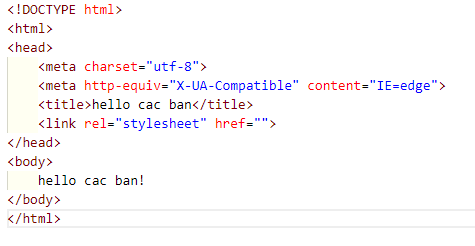 <!DOCTYPE html>
<html>
<head>
    <meta charset="utf-8">
    <meta http-equiv="X-UA-Compatible" content="IE=edge">
    <title>hello cac ban</title>
    <link rel="stylesheet" href="">
</head>
<body>
    hello cac ban!
</body>
</html>